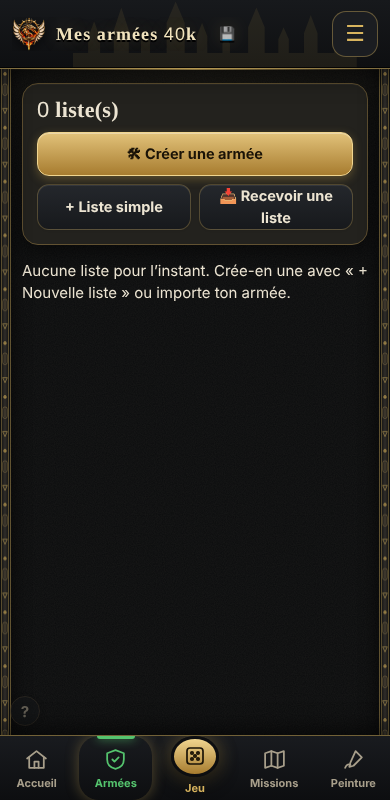 Mes armées 40k 💾
☰
0 liste(s)
🛠 Créer une armée
+ Liste simple
📥 Recevoir une
liste
Aucune liste pour l’instant. Crée-en une avec « +
Nouvelle liste » ou importe ton armée.
?
Accueil
Armées
Jeu
Missions
Peinture